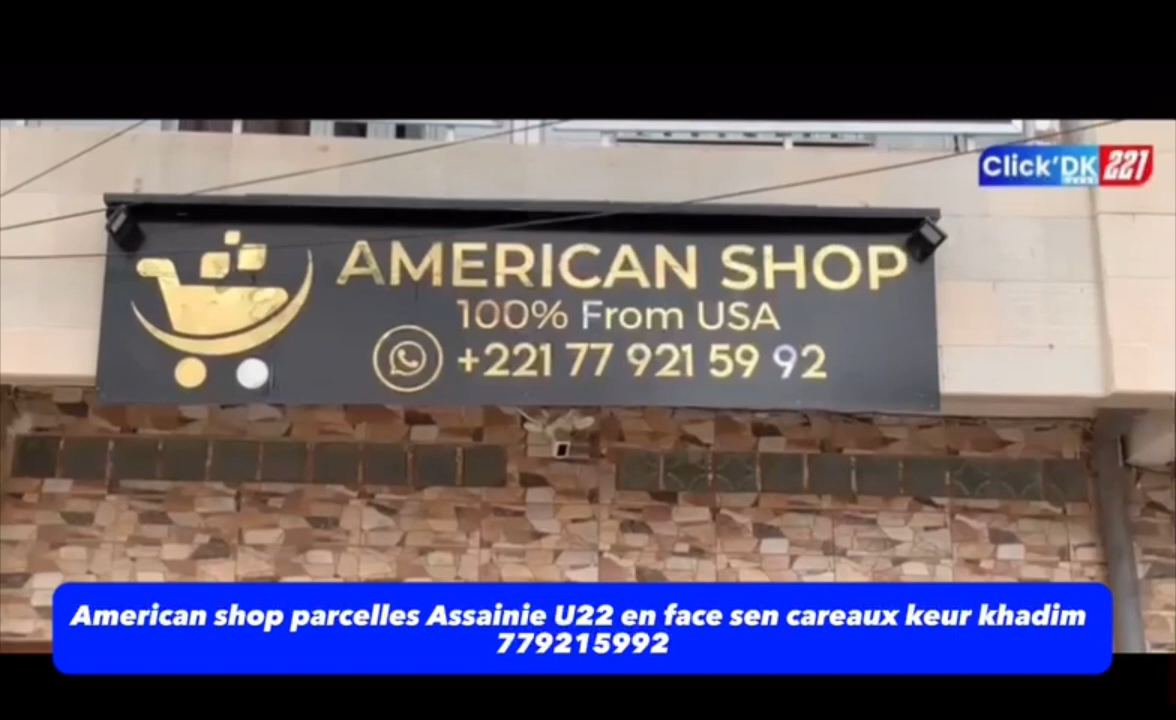 Click'DK 221
AMERICAN SHOP
100% From USA
+221 77 921 59 92
American shop parcelles Assainie U22 en face sen careaux keur khadim
779215992